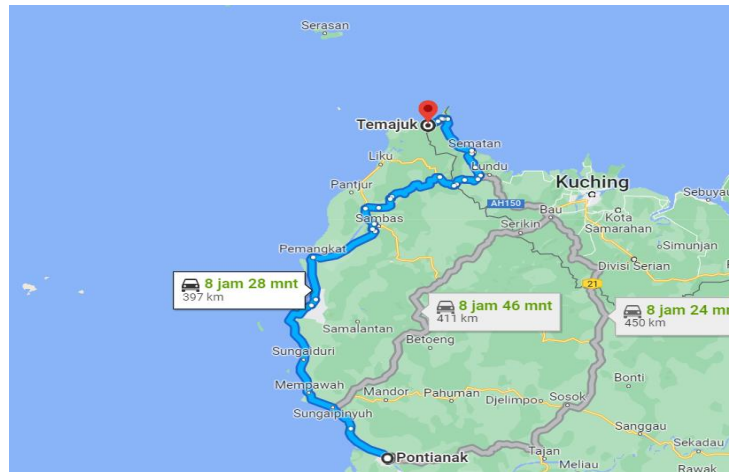 Serasan
Temajuk
Sematan
Liku
Lundu
Pantjur
Kuching
Sebuyau
AH150
Sambas
Bau
Kota
Samarahan
Serikin
Simunjan
Pemangkat
Divisi Serian
8 jam 28 mnt
397 km
21
8 jam 46 mnt
411 km
8 jam 24 mn
450 km
Samalantan
Betoeng
Sungaiduri
Bonti
Mempawah
Mandor
Pahuman
Djelimpo
Sosok
Sungaipinyuh
Sanggau
Sekadau
Pontianak
Tajan
Meliau
Rawak